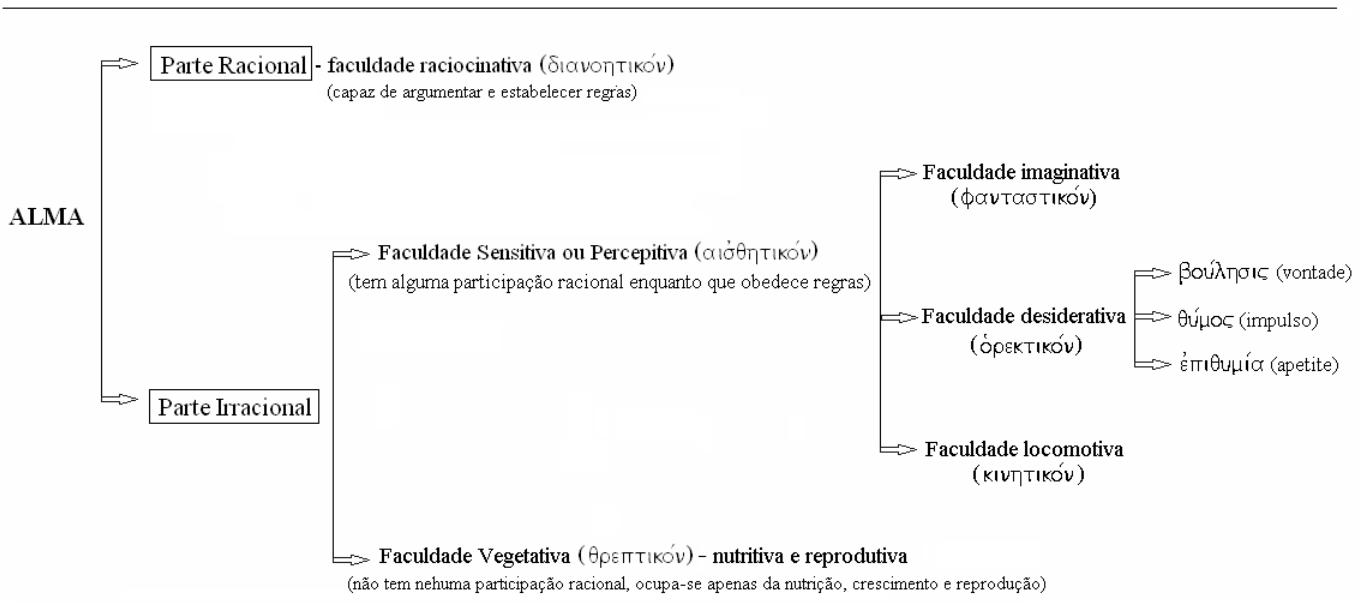 Parte Racional - faculdade raciocinativa (διανοητικόν)
(capaz de argumentar e estabelecer regras)
ALMA
Faculdade imaginativa
(φανταστικόν)
Faculdade Sensitiva ou Percepitiva (αἰσθητικόν)
(tem alguma participação racional enquanto que obedece regras)
βούλησις (vontade)
Faculdade desiderativa
(ὁρεκτικόν)
θύμος (impulso)
ἐπιθυμία (apetite)
Parte Irracional
Faculdade locomotiva
(κινητικόν)
Faculdade Vegetativa (θρεπτικόν) - nutritiva e reprodutiva
(não tem nehuma participação racional, ocupa-se apenas da nutrição, crescimento e reprodução)